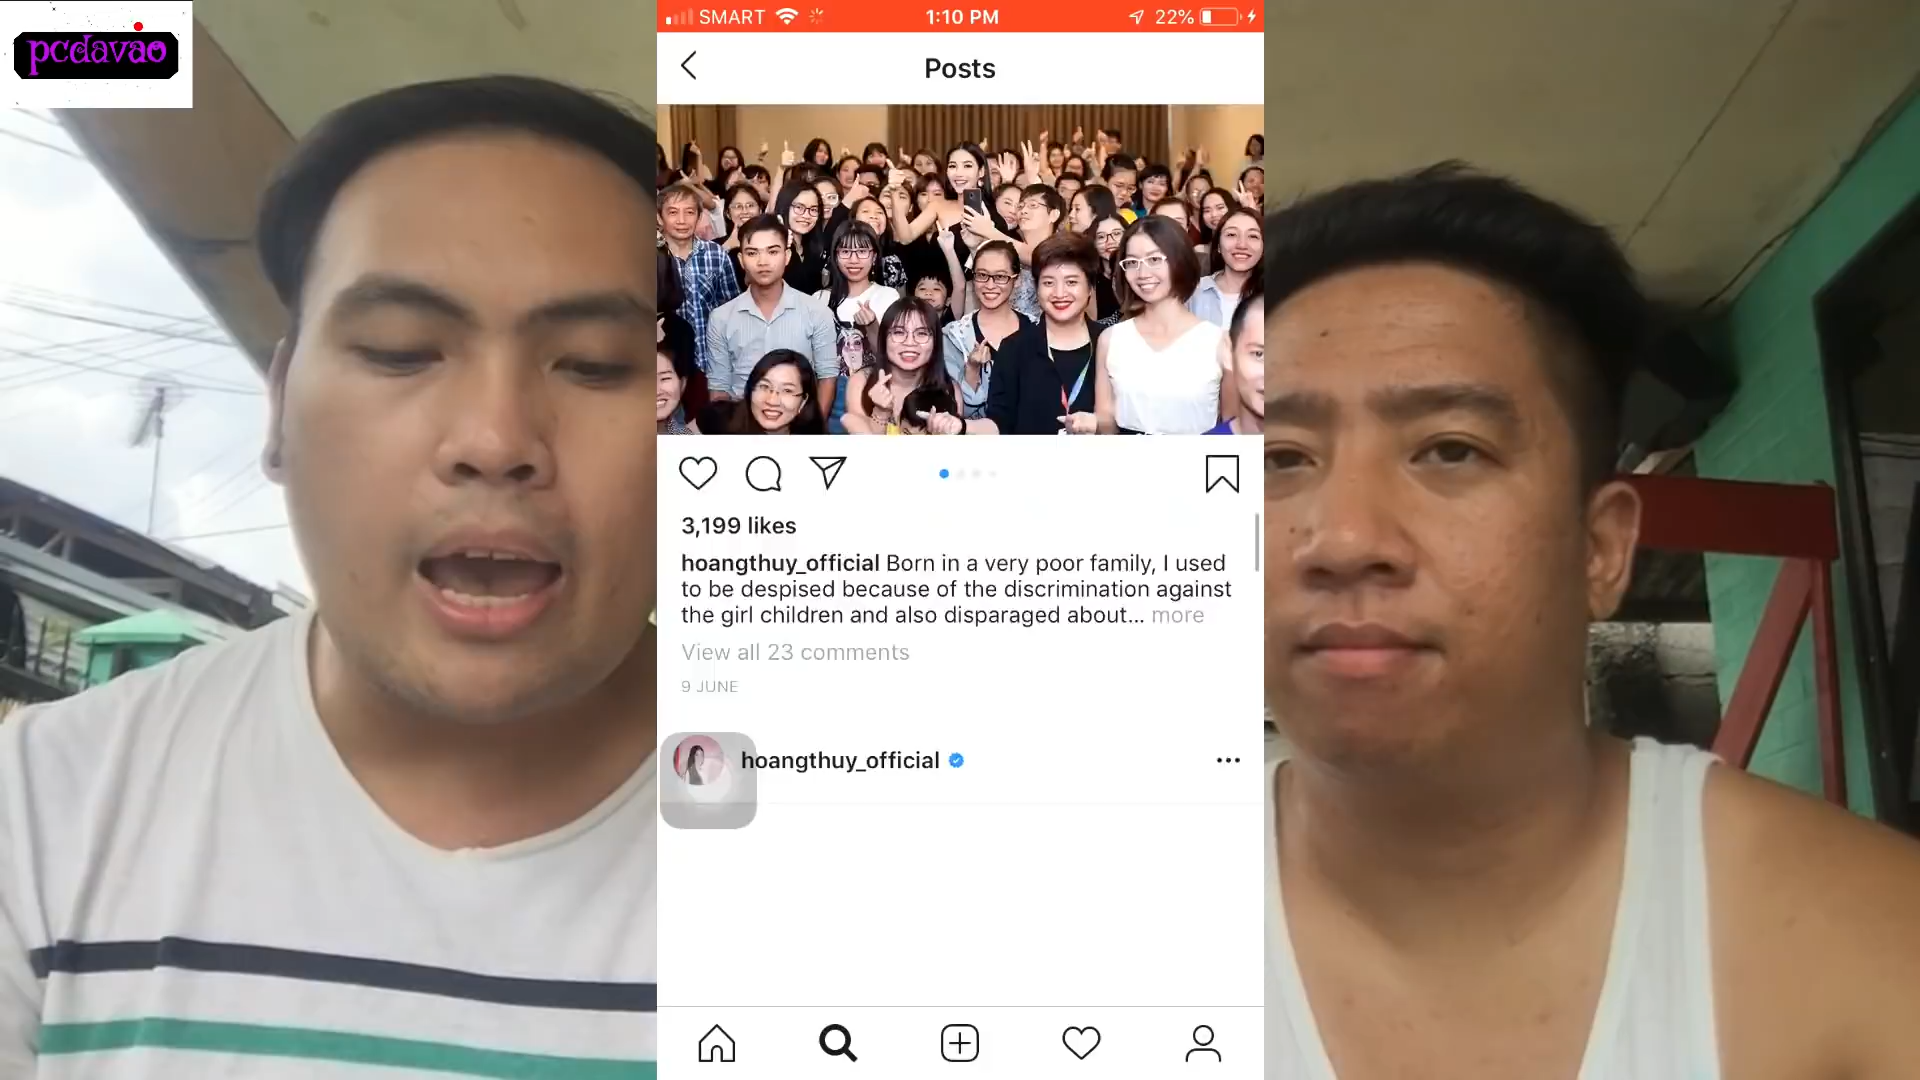 pcdavao
SMART
1:10 PM
22%
Posts
3,199 likes
hoangthuy_official Born in a very poor family, I used
to be despised because of the discrimination against
the girl children and also disparaged about... more
View all 23 comments
9 JUNE
hoangthuy_official